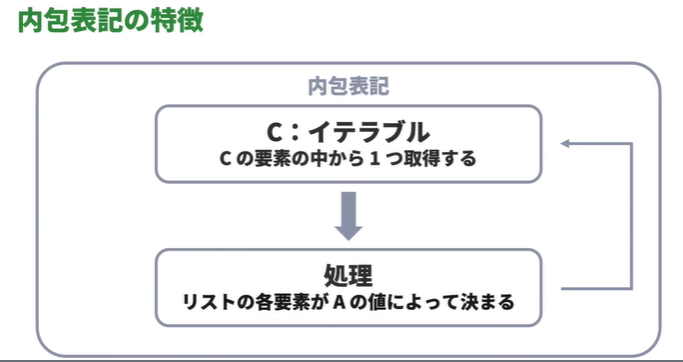 内包表記の特徴
内包表記
C：イテラブル
C の要素の中から 1 つ取得する
処理
リストの各要素が A の値によって決まる